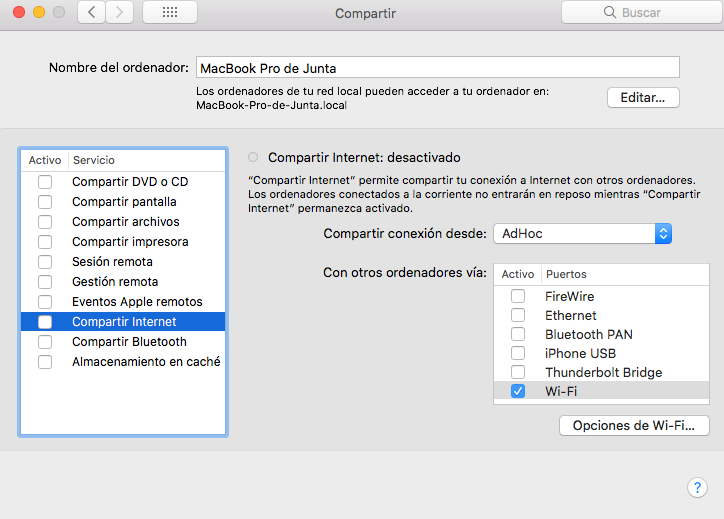 Compartir
Buscar
Nombre del ordenador: MacBook Pro de Junta
Los ordenadores de tu red local pueden acceder a tu ordenador en:
MacBook-Pro-de-Junta.local
Editar...
Activo Servicio
Compartir DVD o CD
Compartir pantalla
Compartir archivos
Compartir impresora
Sesión remota
Gestión remota
Eventos Apple remotos
Compartir Internet
Compartir Bluetooth
Almacenamiento en caché
Compartir Internet: desactivado
“Compartir Internet” permite compartir tu conexión a Internet con otros ordenadores.
Los ordenadores conectados a la corriente no entrarán en reposo mientras “Compartir
Internet” permanezca activado.
Compartir conexión desde: AdHoc
Con otros ordenadores vía:
Activo Puertos
FireWire
Ethernet
Bluetooth PAN
iPhone USB
Thunderbolt Bridge
Wi-Fi
Opciones de Wi-Fi...
?